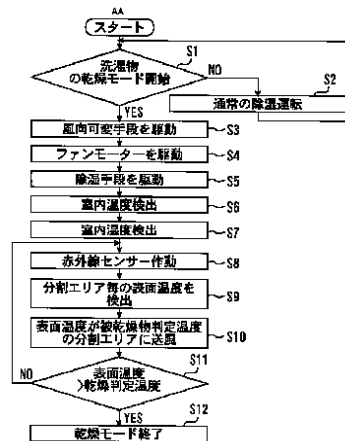 AA
スタート
S1
洗濯物
の乾燥モード開始
NO
S2
通常の除湿運転
YES
風向可変手段を駆動
S3
ファンモーターを駆動
S4
除湿手段を駆動
S5
室内温度検出
S6
室内湿度検出
S7
赤外線センサー作動
S8
分割エリア毎の表面温度を
検出
S9
表面温度が被乾燥物判定温度
の分割エリアに送風
S10
S11
NO
表面温度
>乾燥判定温度
YES
S12
乾燥モード終了